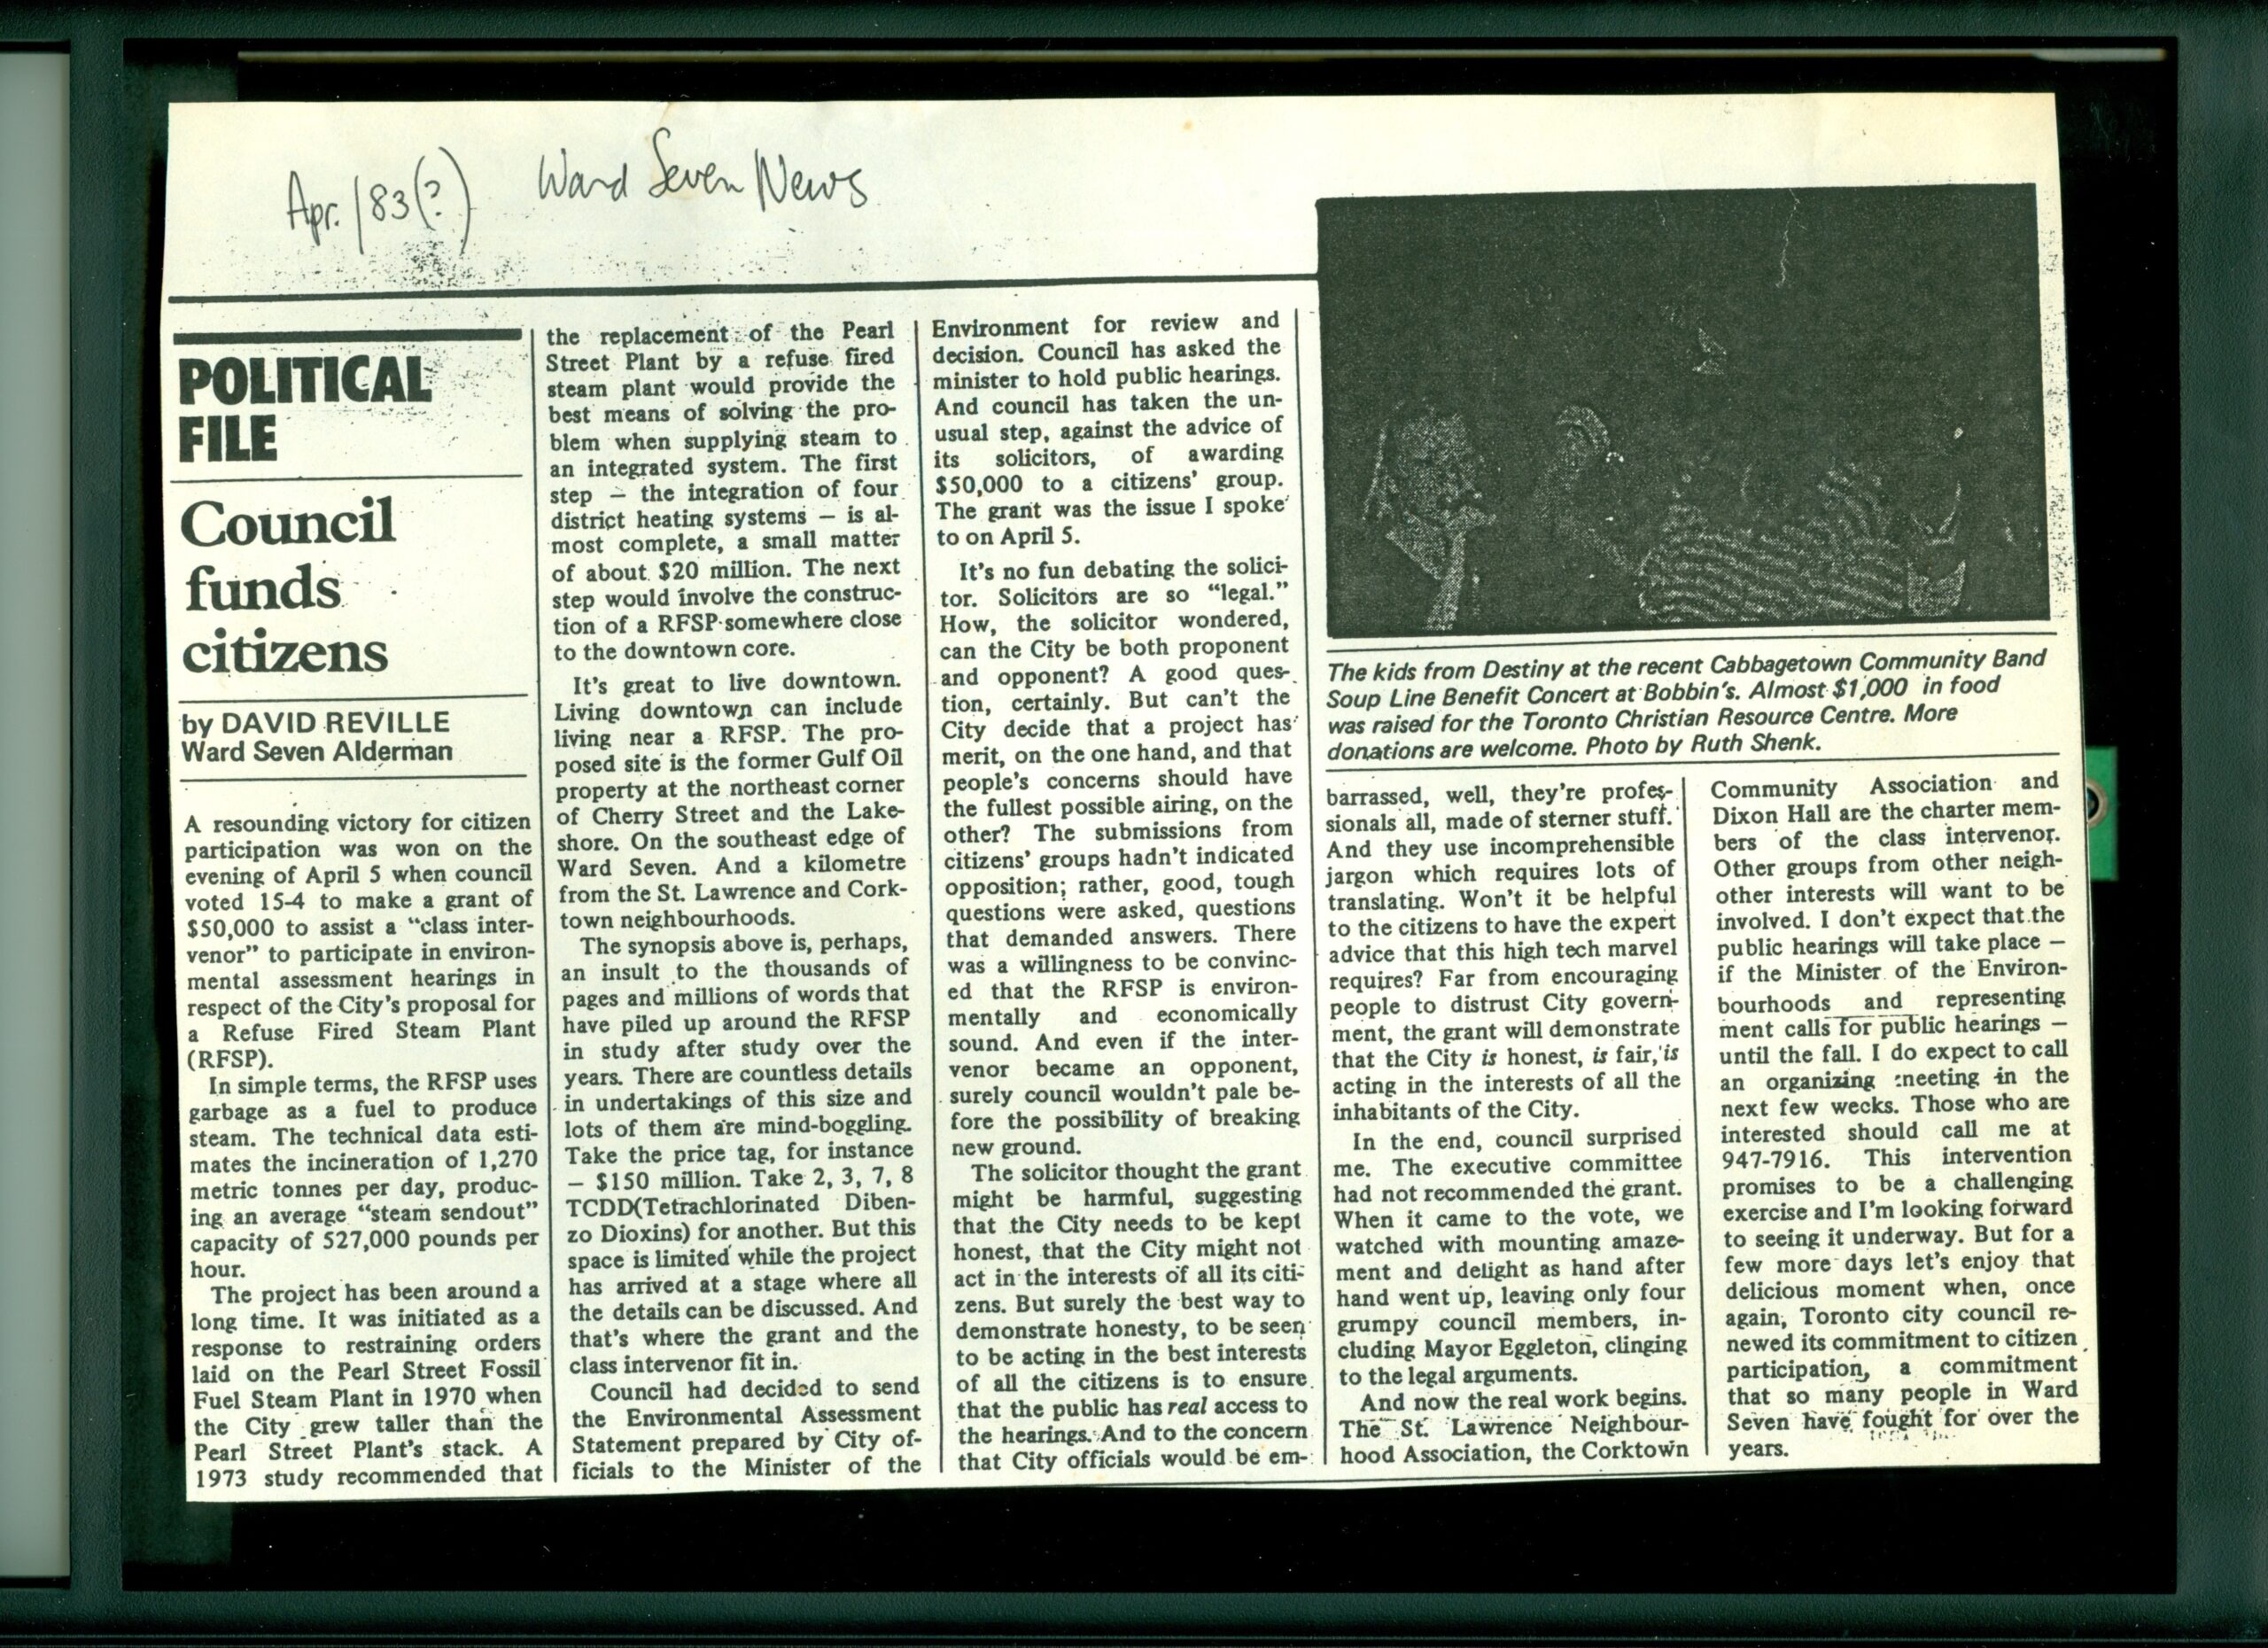 Apr. /83(?) Ward Seven News
POLITICAL
FILE
Council
funds
citizens
by DAVID REVILLE
Ward Seven Alderman
A resounding victory for citizen
participation was won on the
evening of April 5 when council
voted 15-4 to make a grant of
$50,000 to assist a “class inter-
venor” to participate in environ-
mental assessment hearings in
respect of the City's proposal for
a Refuse Fired Steam Plant
(RFSP).
In simple terms, the RFSP uses
garbage as a fuel to produce
steam. The technical data esti-
mates the incineration of 1,270
metric tonnes per day, produc-
ing an average “steam sendout”
capacity of 527,000 pounds per
hour.
The project has been around a
long time. It was initiated as a
response to restraining orders
laid on the Pearl Street Fossil
Fuel Steam Plant in 1970 when
the City grew taller than the
Pearl Street Plant's stack. A
1973 study recommended that
the replacement of the Pearl
Street Plant by a refuse fired
steam plant would provide the
best means of solving the pro-
blem when supplying steam to
an integrated system. The first
step — the integration of four
district heating systems — is al-
most complete, a small matter
of about $20 million. The next
step would involve the construc-
tion of a RFSP somewhere close
to the downtown core.
It's great to live downtown.
Living downtown can include
living near a RFSP. The pro-
posed site is the former Gulf Oil
property at the northeast corner
of Cherry Street and the Lake-
shore. On the southeast edge of
Ward Seven. And a kilometre
from the St. Lawrence and Cork-
town neighbourhoods.
The synopsis above is, perhaps,
an insult to the thousands of
pages and millions of words that
have piled up around the RFSP
in study after study over the
years. There are countless details
in undertakings of this size and
lots of them are mind-boggling.
Take the price tag, for instance
— $150 million. Take 2, 3, 7, 8
TCDD(Tetrachlorinated Diben-
zo Dioxins) for another. But this
space is limited while the project
has arrived at a stage where all
the details can be discussed. And
that's where the grant and the
class intervenor fit in.
Council had decided to send
the Environmental Assessment
Statement prepared by City of-
ficials to the Minister of the
Environment for review and
decision. Council has asked the
minister to hold public hearings.
And council has taken the un-
usual step, against the advice of
its solicitors, of awarding
$50,000 to a citizens' group.
The grant was the issue I spoke
to on April 5.
It's no fun debating the solici-
tor. Solicitors are so “legal.”
How, the solicitor wondered,
can the City be both proponent
and opponent? A good ques-
tion, certainly. But can't the
City decide that a project has
merit, on the one hand, and that
people's concerns should have
the fullest possible airing, on the
other? The submissions from
citizens' groups hadn't indicated
opposition; rather, good, tough
questions were asked, questions
that demanded answers. There
was a willingness to be convinc-
ed that the RFSP is environ-
mentally and economically
sound. And even if the inter-
venor became an opponent,
surely council wouldn't pale be-
fore the possibility of breaking
new ground.
The solicitor thought the grant
might be harmful, suggesting
that the City needs to be kept
honest, that the City might not
act in the interests of all its citi-
zens. But surely the best way to
demonstrate honesty, to be seen
to be acting in the best interests
of all the citizens is to ensure
that the public has real access to
the hearings. And to the concern
that City officials would be em-
The kids from Destiny at the recent Cabbagetown Community Band
Soup Line Benefit Concert at Bobbin's. Almost $1,000 in food
was raised for the Toronto Christian Resource Centre. More
donations are welcome. Photo by Ruth Shenk.
barrassed, well, they're profes-
sionals all, made of sterner stuff.
And they use incomprehensible
jargon which requires lots of
translating. Won't it be helpful
to the citizens to have the expert
advice that this high tech marvel
requires? Far from encouraging
people to distrust City govern-
ment, the grant will demonstrate
that the City is honest, is fair, is
acting in the interests of all the
inhabitants of the City.
In the end, council surprised
me. The executive committee
had not recommended the grant.
When it came to the vote, we
watched with mounting amaze-
ment and delight as hand after
hand went up, leaving only four
grumpy council members, in-
cluding Mayor Eggleton, clinging
to the legal arguments.
And now the real work begins.
The St. Lawrence Neighbour-
hood Association, the Corktown
Community Association and
Dixon Hall are the charter mem-
bers of the class intervenor.
Other groups from other neigh-
other interests will want to be
involved. I don't expect that the
public hearings will take place —
if the Minister of the Environ-
bourhoods and representing
ment calls for public hearings —
until the fall. I do expect to call
an organizing meeting in the
next few weeks. Those who are
interested should call me at
947-7916. This intervention
promises to be a challenging
exercise and I'm looking forward
to seeing it underway. But for a
few more days let's enjoy that
delicious moment when, once
again, Toronto city council re-
newed its commitment to citizen
participation, a commitment
that so many people in Ward
Seven have fought for over the
years.